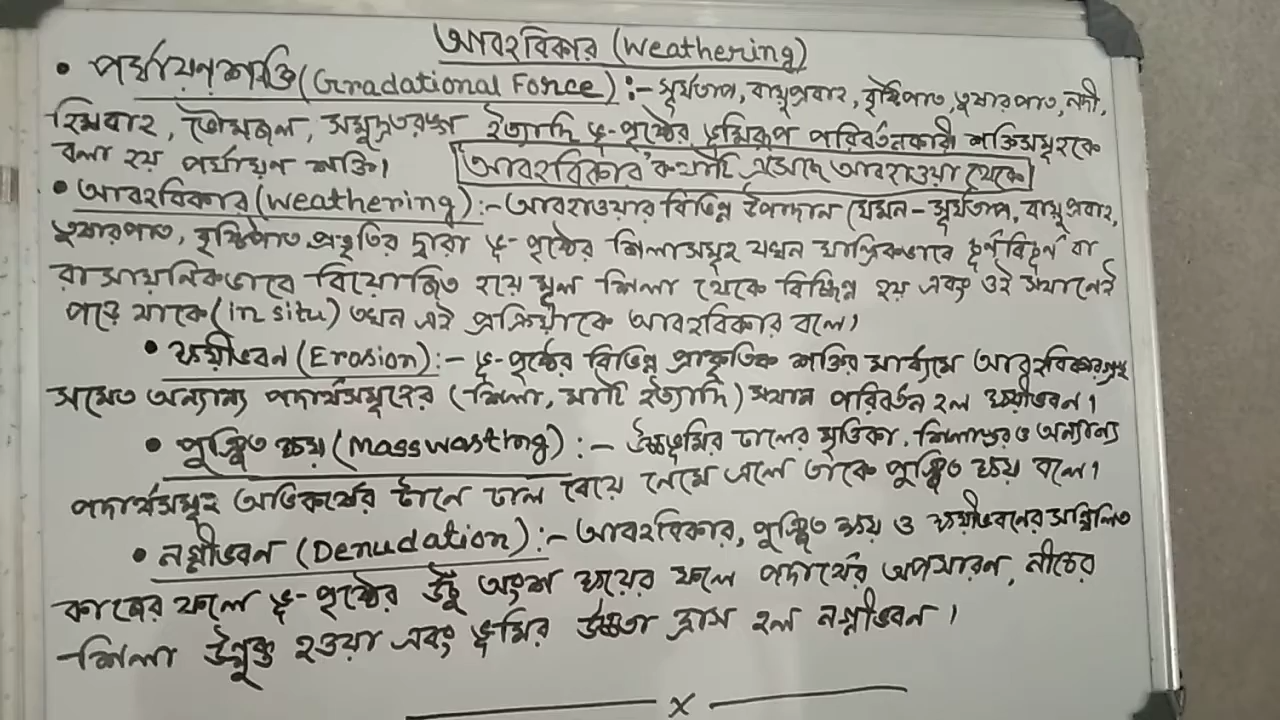 আবহবিকার (Weathering)
• পর্যায়ণ শক্তি (Gradational Force) :- সূর্যতাপ, বায়ুপ্রবাহ, বৃষ্টিপাত, তুষারপাত, নদী,
হিমবাহ, ভৌমজল, সমুদ্রতরঙ্গ ইত্যাদি ভূ-পৃষ্ঠের ভূমিরূপ পরিবর্তনকারী শক্তিসমূহকে
বলা হয় পর্যায়ণ শক্তি। 'আবহবিকার' কথাটি এসেছে আবহাওয়া থেকে।
• আবহবিকার (Weathering) :- আবহাওয়ার বিভিন্ন উপাদান যেমন - সূর্যতাপ, বায়ুপ্রবাহ,
তুষারপাত, বৃষ্টিপাত প্রভৃতির দ্বারা ভূ-পৃষ্ঠের শিলাসমূহ যখন যান্ত্রিকভাবে চূর্ণবিচূর্ণ বা
রাসায়নিকভাবে বিয়োজিত হয়ে মূল শিলা থেকে বিচ্ছিন্ন হয় এবং ওই স্থানেই
পড়ে থাকে (in situ) তখন এই প্রক্রিয়াকে আবহবিকার বলে।
• ক্ষয়ীভবন (Erosion) :- ভূ-পৃষ্ঠের বিভিন্ন প্রাকৃতিক শক্তির মাধ্যমে আবহবিকারগ্রস্থ
সমেত অন্যান্য পদার্থসমূহের (শিলা, মাটি ইত্যাদি) স্থান পরিবর্তন হল ক্ষয়ীভবন।
• পুঞ্জিত ক্ষয় (Mass wasting) :- উচ্চভূমির ঢালের মৃত্তিকা, শিলাস্তর ও অন্যান্য
পদার্থসমূহ অভিকর্ষের টানে ঢাল বেয়ে নেমে এলে তাকে পুঞ্জিত ক্ষয় বলে।
• নগ্নীভবন (Denudation) :- আবহবিকার, পুঞ্জিত ক্ষয় ও ক্ষয়ীভবনের সম্মিলিত
কাজের ফলে ভূ-পৃষ্ঠের উঁচু অংশ ক্ষয়ের ফলে পদার্থের অপসারণ, নীচের
শিলা উন্মুক্ত হওয়া এবং ভূমির উচ্চতা হ্রাস হল নগ্নীভবন।
x